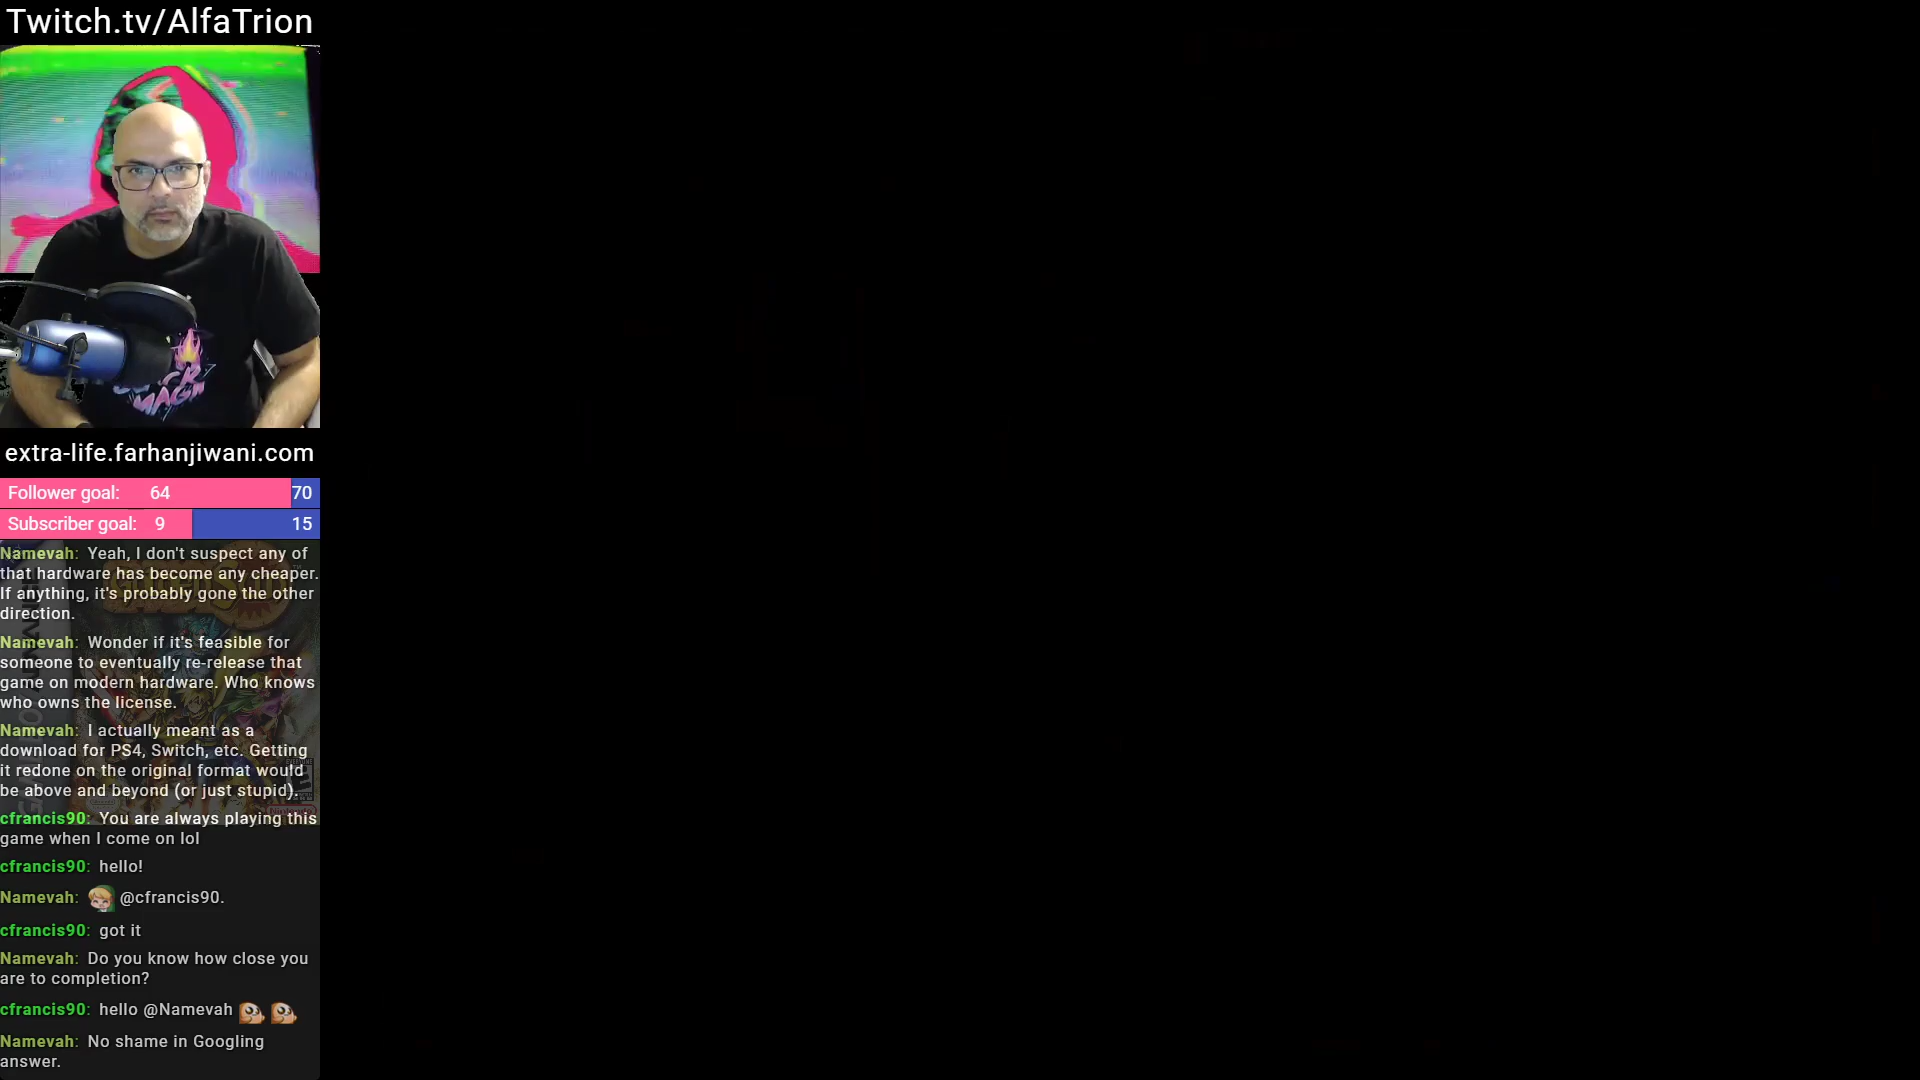 Twitch.tv/AlfaTrion
extra-life.farhanjiwani.com
Follower goal: 64 70
Subscriber goal: 9 15
Namevah: Yeah, I don't suspect any of
that hardware has become any cheaper.
If anything, it's probably gone the other
direction.
Namevah: Wonder if it's feasible for
someone to eventually re-release that
game on modern hardware. Who knows
who owns the license.
Namevah: I actually meant as a
download for PS4, Switch, etc. Getting
it redone on the original format would
be above and beyond (or just stupid).
cfrancis90: You are always playing this
game when I come on lol
cfrancis90: hello!
Namevah: @cfrancis90.
cfrancis90: got it
Namevah: Do you know how close you
are to completion?
cfrancis90: hello @Namevah
Namevah: No shame in Googling
answer.